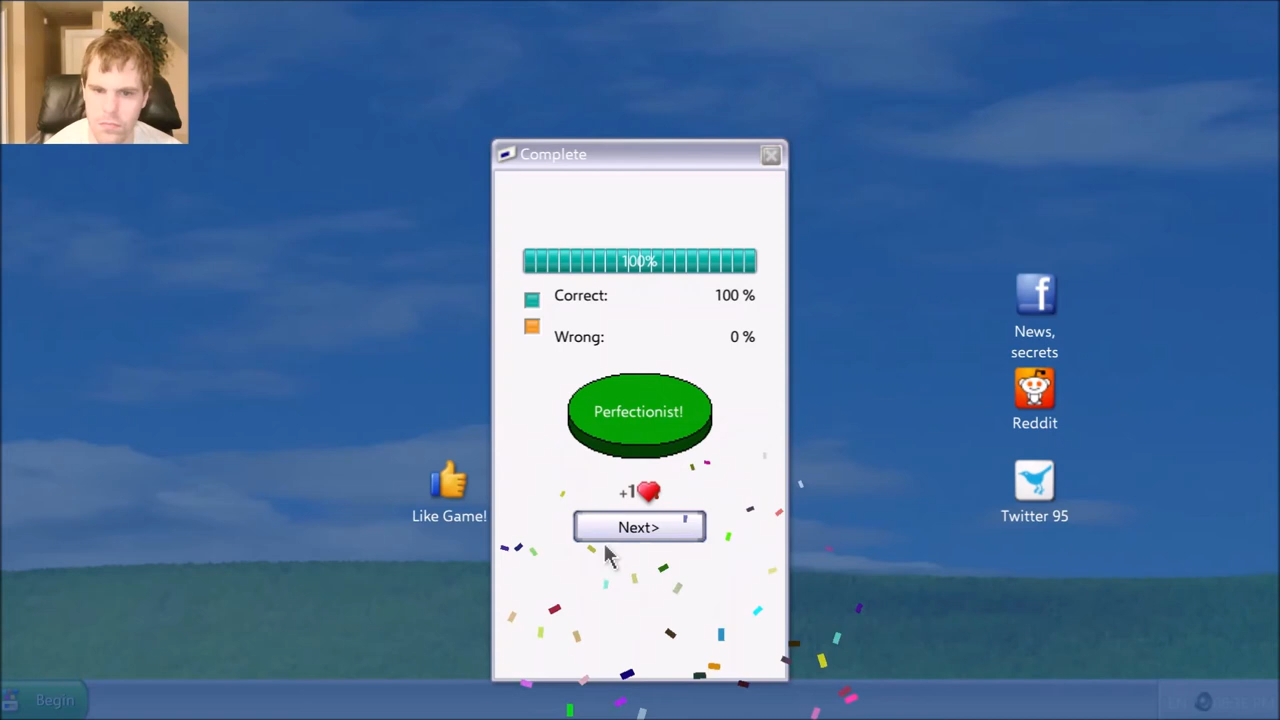 Complete
100%
Correct: 100 %
Wrong: 0 %
Perfectionist!
+1
Next>
Like Game!
News,
secrets
Reddit
Twitter 95
Begin